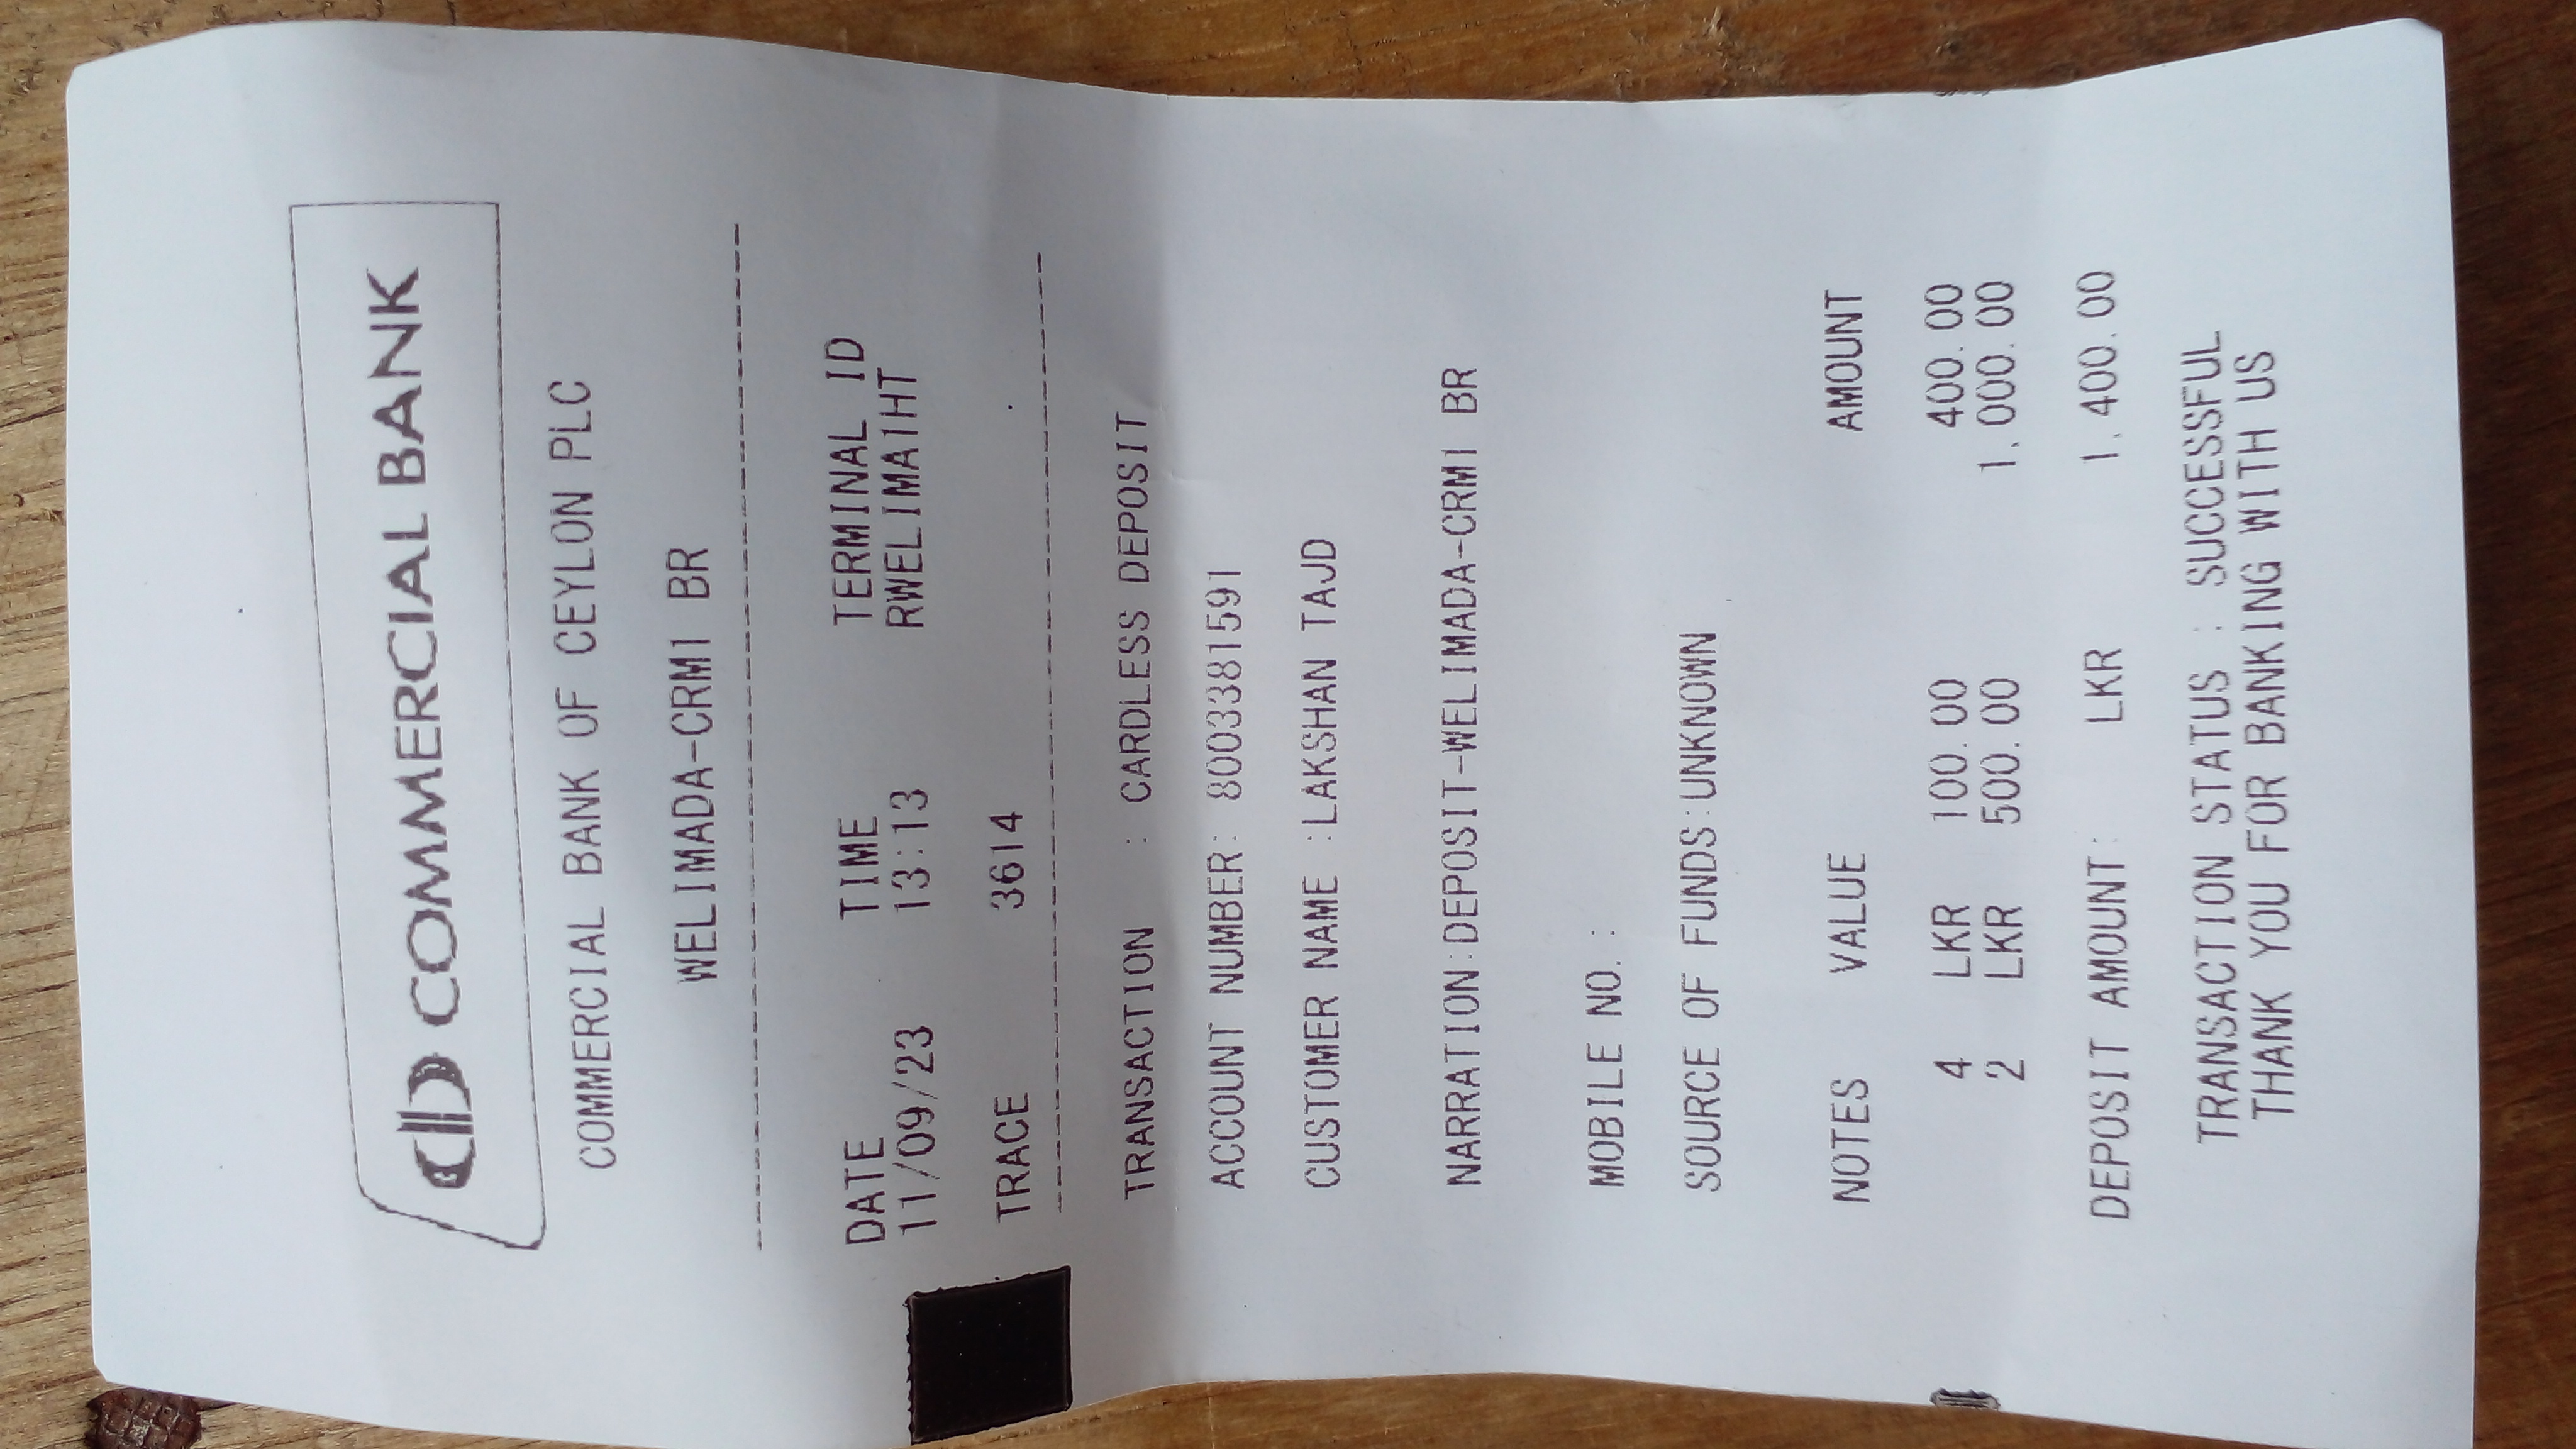 COMMERCIAL BANK
COMMERCIAL BANK OF CEYLON PLC
WELIMADA-CRM1 BR
DATE TIME TERMINAL ID
11/09/23 13:13 RWELIMA1HT
TRACE 3614
TRANSACTION : CARDLESS DEPOSIT
ACCOUNT NUMBER: 8003381591
CUSTOMER NAME :LAKSHAN TAJD
NARRATION:DEPOSIT-WELIMADA-CRM1 BR
MOBILE NO.:
SOURCE OF FUNDS:UNKNOWN
NOTES VALUE AMOUNT
4 LKR 100.00 400.00
2 LKR 500.00 1,000.00
DEPOSIT AMOUNT: LKR 1,400.00
TRANSACTION STATUS : SUCCESSFUL
THANK YOU FOR BANKING WITH US